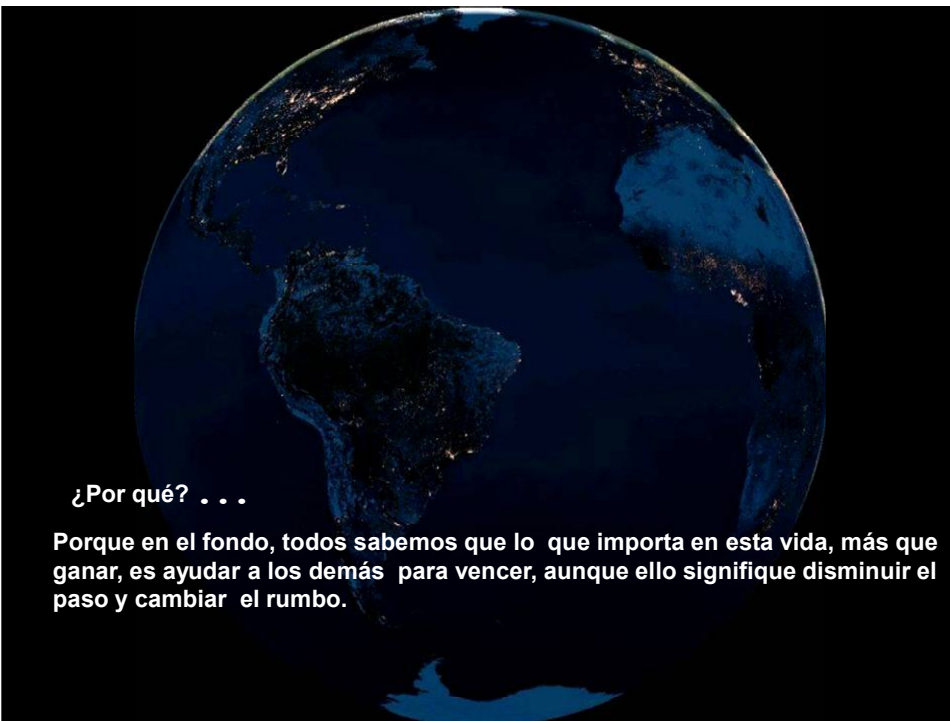 ¿Por qué? . . .
Porque en el fondo, todos sabemos que lo que importa en esta vida, más que
ganar, es ayudar a los demás para vencer, aunque ello signifique disminuir el
paso y cambiar el rumbo.